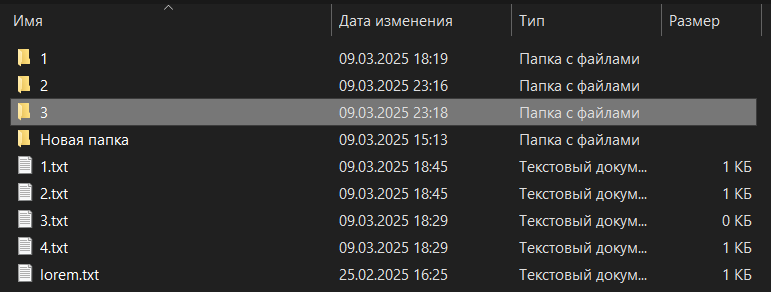 Имя Дата изменения Тип Размер
1 09.03.2025 18:19 Папка с файлами
2 09.03.2025 23:16 Папка с файлами
3 09.03.2025 23:18 Папка с файлами
Новая папка 09.03.2025 15:13 Папка с файлами
1.txt 09.03.2025 18:45 Текстовый докум... 1 КБ
2.txt 09.03.2025 18:45 Текстовый докум... 1 КБ
3.txt 09.03.2025 18:29 Текстовый докум... 0 КБ
4.txt 09.03.2025 18:29 Текстовый докум... 1 КБ
lorem.txt 25.02.2025 16:25 Текстовый докум... 1 КБ